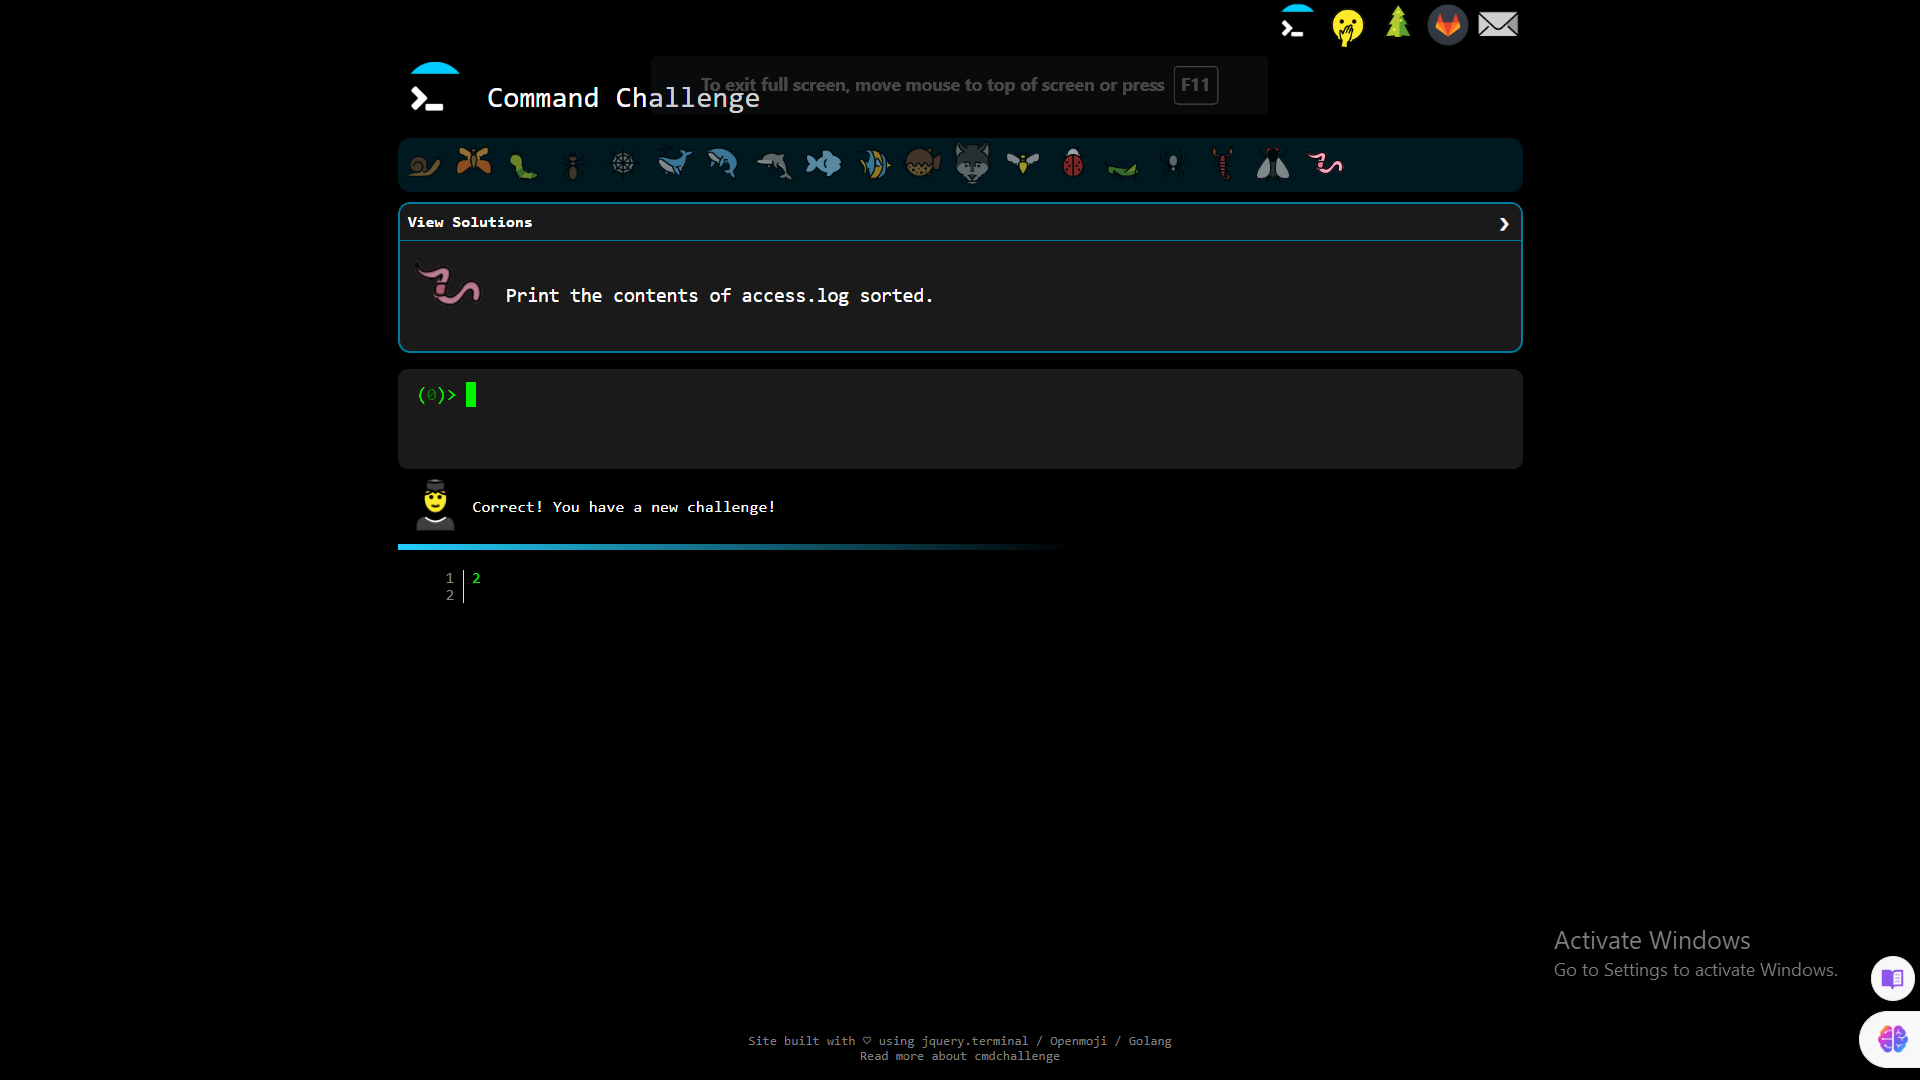 To exit full screen, move mouse to top of screen or press F11
Command Challenge
View Solutions
Print the contents of access.log sorted.
(0)>
Correct! You have a new challenge!
1 2
2
Activate Windows
Go to Settings to activate Windows.
Site built with ♡ using jquery.terminal / Openmoji / Golang
Read more about cmdchallenge